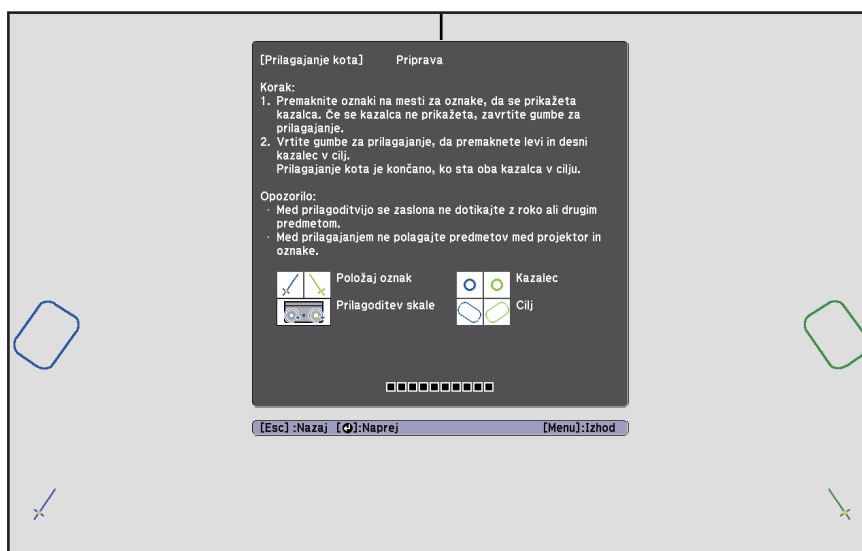 [Prilagajanje kota] Priprava
Korak:
1. Premaknite oznaki na mesti za oznake, da se prikažeta
kazalca. Če se kazalca ne prikažeta, zavrtite gumbe za
prilagajanje.
2. Vrtite gumbe za prilagajanje, da premaknete levi in desni
kazalec v cilj.
Prilagajanje kota je končano, ko sta oba kazalca v cilju.
Opozorilo:
· Med prilagoditvijo se zaslona ne dotikajte z roko ali drugim
predmetom.
· Med prilagajanjem ne polagajte predmetov med projektor in
oznake.
Položaj oznak Kazalec
Prilagoditev skale Cilj
[Esc] :Nazaj [↵]:Naprej [Menu]:Izhod